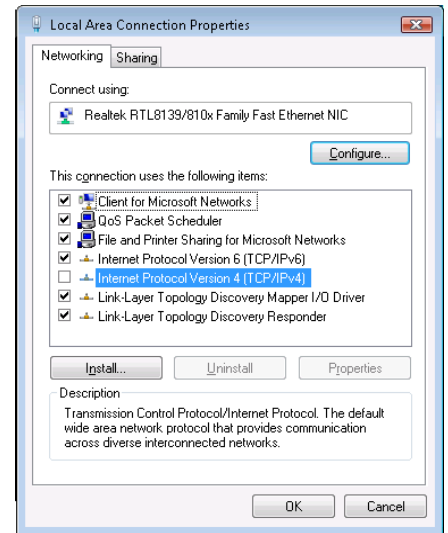 Local Area Connection Properties
Networking
Sharing
Connect using:
Realtek RTL8139/810x Family Fast Ethernet NIC
Configure...
This connection uses the following items:
Client for Microsoft Networks
QoS Packet Scheduler
File and Printer Sharing for Microsoft Networks
Internet Protocol Version 6 (TCP/IPv6)
Internet Protocol Version 4 (TCP/IPv4)
Link-Layer Topology Discovery Mapper I/O Driver
Link-Layer Topology Discovery Responder
Install...
Uninstall
Properties
Description
Transmission Control Protocol/Internet Protocol. The default
wide area network protocol that provides communication
across diverse interconnected networks.
OK
Cancel